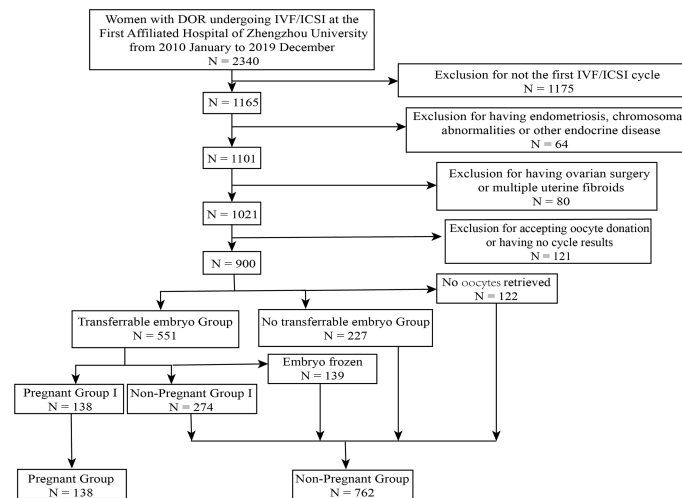 Women with DOR undergoing IVF/ICSI at the
First Affiliated Hospital of Zhengzhou University
from 2010 January to 2019 December
N = 2340
Exclusion for not the first IVF/ICSI cycle
N = 1175
N = 1165
Exclusion for having endometriosis, chromosoma
abnormalities or other endocrine disease
N = 64
N = 1101
Exclusion for having ovarian surgery
or multiple uterine fibroids
N = 80
N = 1021
Exclusion for accepting oocyte donation
or having no cycle results
N = 121
N = 900
No oocytes retrieved
N = 122
Transferrable embryo Group
N = 551
No transferrable embryo Group
N = 227
Embryo frozen
N = 139
Pregnant Group I
N = 138
Non-Pregnant Group I
N = 274
Pregnant Group
N = 138
Non-Pregnant Group
N = 762